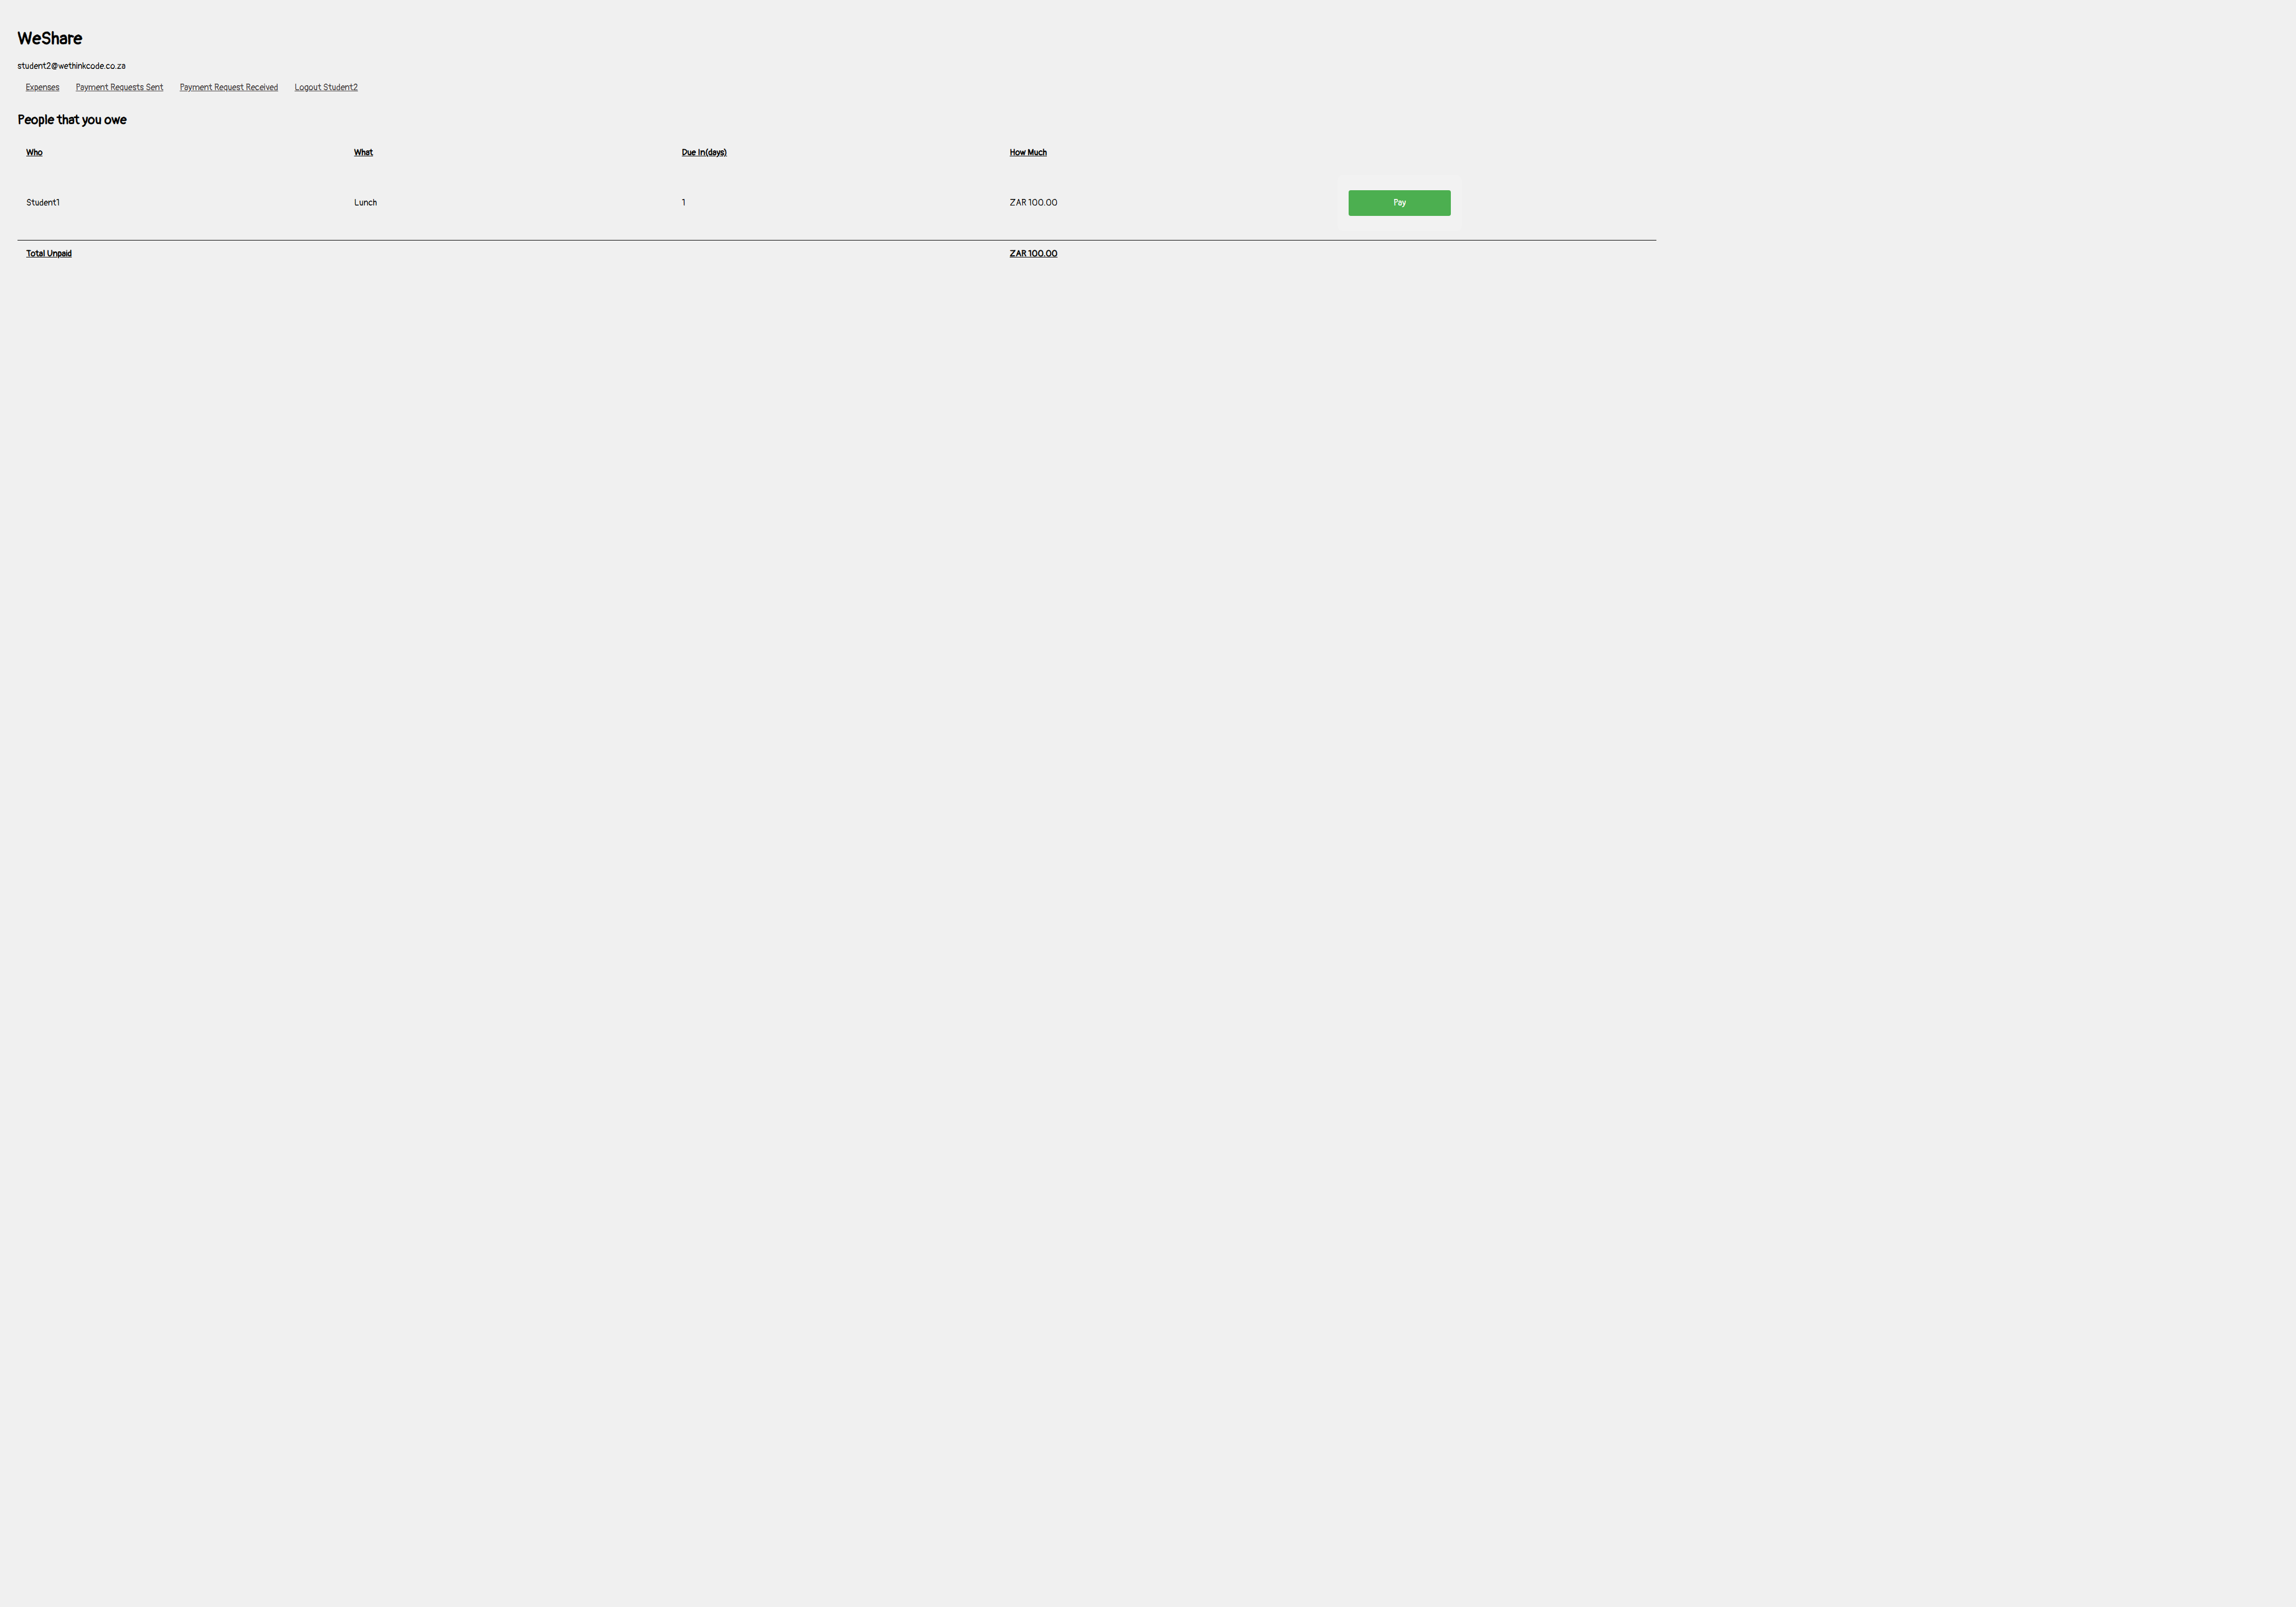 WeShare
student2@wethinkcode.co.za
Expenses Payment Requests Sent Payment Request Received Logout Student2
People that you owe
Who What Due In(days) How Much
Student1 Lunch 1 ZAR 100.00 Pay
Total Unpaid ZAR 100.00